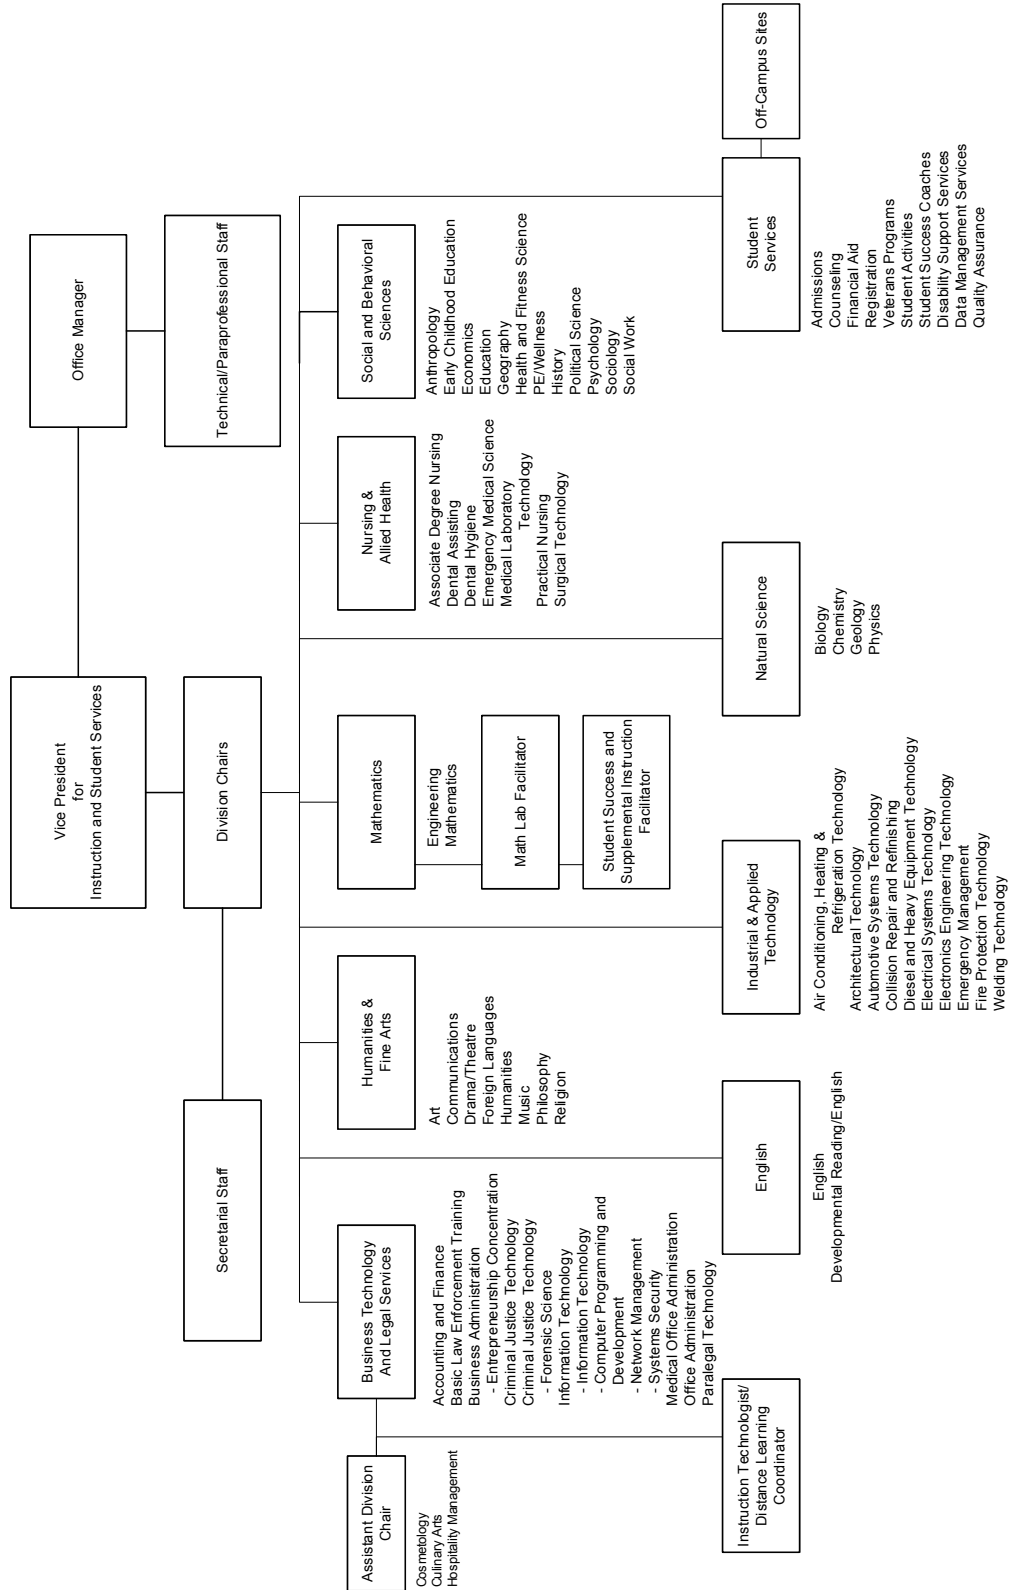 Vice President
for
Instruction and Student Services
Office Manager
Technical/Paraprofessional Staff
Secretarial Staff
Division Chairs
Assistant Division
Chair
Cosmetology
Culinary Arts
Hospitality Management
Business Technology
And Legal Services
Accounting and Finance
Basic Law Enforcement Training
Business Administration
- Entrepreneurship Concentration
Criminal Justice Technology
Criminal Justice Technology
- Forensic Science
Information Technology
- Information Technology
- Computer Programming and
Development
- Network Management
- Systems Security
Medical Office Administration
Office Administration
Paralegal Technology
Humanities &
Fine Arts
Art
Communications
Drama/Theatre
Foreign Languages
Humanities
Music
Philosophy
Religion
Mathematics
Engineering
Mathematics
Math Lab Facilitator
Student Success and
Supplemental Instruction
Facilitator
Nursing &
Allied Health
Associate Degree Nursing
Dental Assisting
Dental Hygiene
Emergency Medical Science
Medical Laboratory
Technology
Practical Nursing
Surgical Technology
Social and Behavioral
Sciences
Anthropology
Early Childhood Education
Economics
Education
Geography
Health and Fitness Science
PE/Wellness
History
Political Science
Psychology
Sociology
Social Work
Instruction Technologist/
Distance Learning
Coordinator
English
English
Developmental Reading/English
Industrial & Applied
Technology
Air Conditioning, Heating &
Refrigeration Technology
Architectural Technology
Automotive Systems Technology
Collision Repair and Refinishing
Diesel and Heavy Equipment Technology
Electrical Systems Technology
Electronics Engineering Technology
Emergency Management
Fire Protection Technology
Welding Technology
Natural Science
Biology
Chemistry
Geology
Physics
Student
Services
Admissions
Counseling
Financial Aid
Registration
Veterans Programs
Student Activities
Student Success Coaches
Disability Support Services
Data Management Services
Quality Assurance
Off-Campus Sites